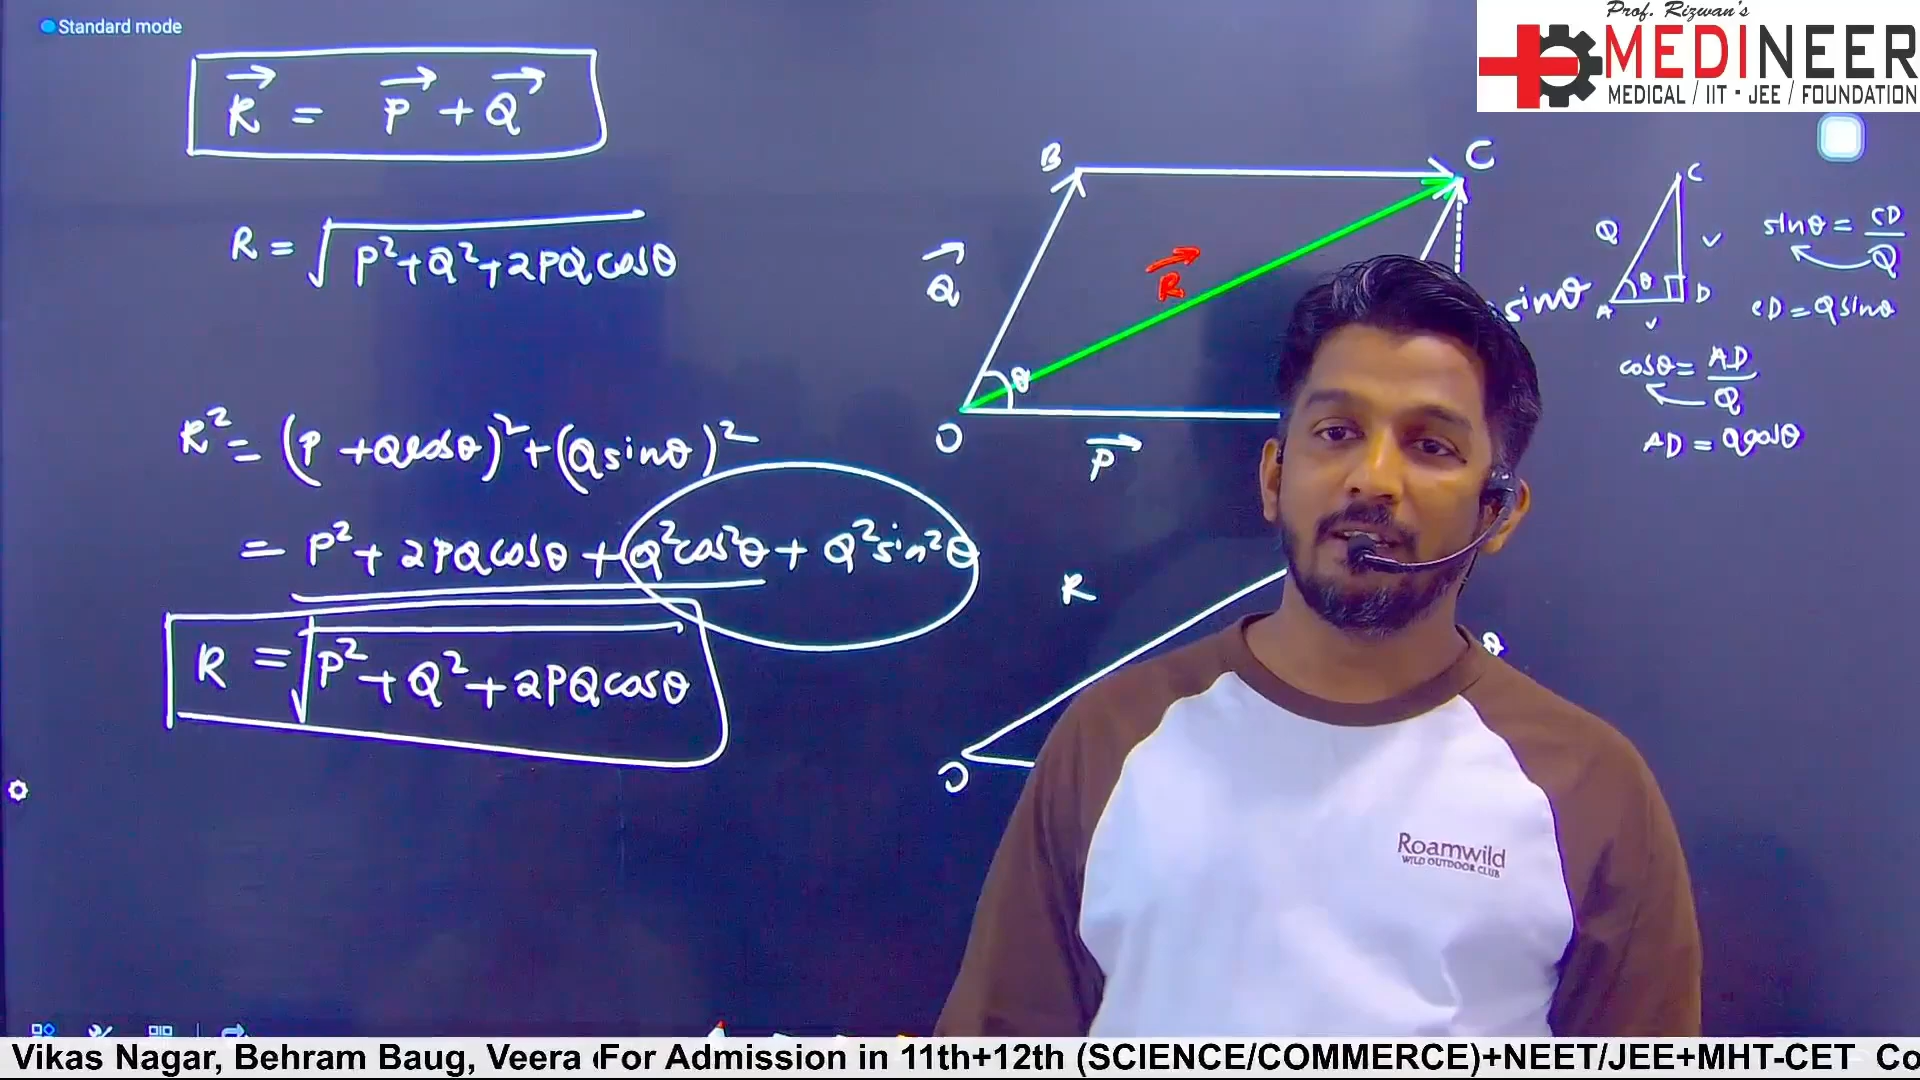 Standard mode
Prof. Rizwan's
MEDINEER
MEDICAL / IIT - JEE / FOUNDATION
R⃗ = P⃗ + Q⃗
R = √P²+Q²+2PQcosθ
R² = (P + Qcosθ)² + (Qsinθ)²
= P² + 2PQcosθ + Q²cos²θ + Q²sin²θ
R = √P²+Q²+2PQcosθ
B
C
Q⃗
R⃗
θ
O
P⃗
sinθ
C
Q
θ
A
D
sinθ = CD/Q
CD = Qsinθ
cosθ = AD/Q
AD = Qcosθ
R
θ
O
Roamwild
WILD OUTDOOR CLUB
Vikas Nagar, Behram Baug, Veera
For Admission in 11th+12th (SCIENCE/COMMERCE)+NEET/JEE+MHT-CET Co